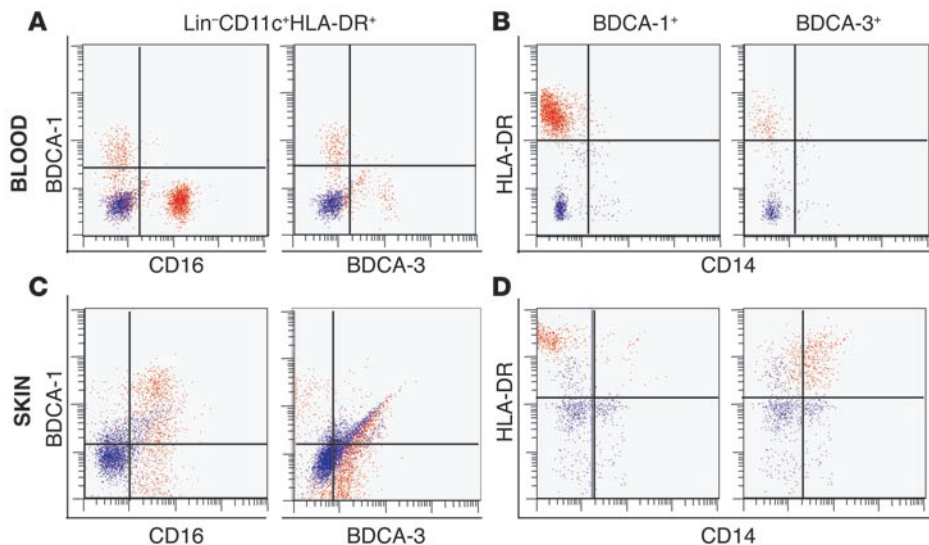 A
Lin⁻CD11c⁺HLA-DR⁺
B
BDCA-1⁺
BDCA-3⁺
BLOOD
BDCA-1
HLA-DR
CD16
BDCA-3
CD14
C
D
SKIN
BDCA-1
HLA-DR
CD16
BDCA-3
CD14